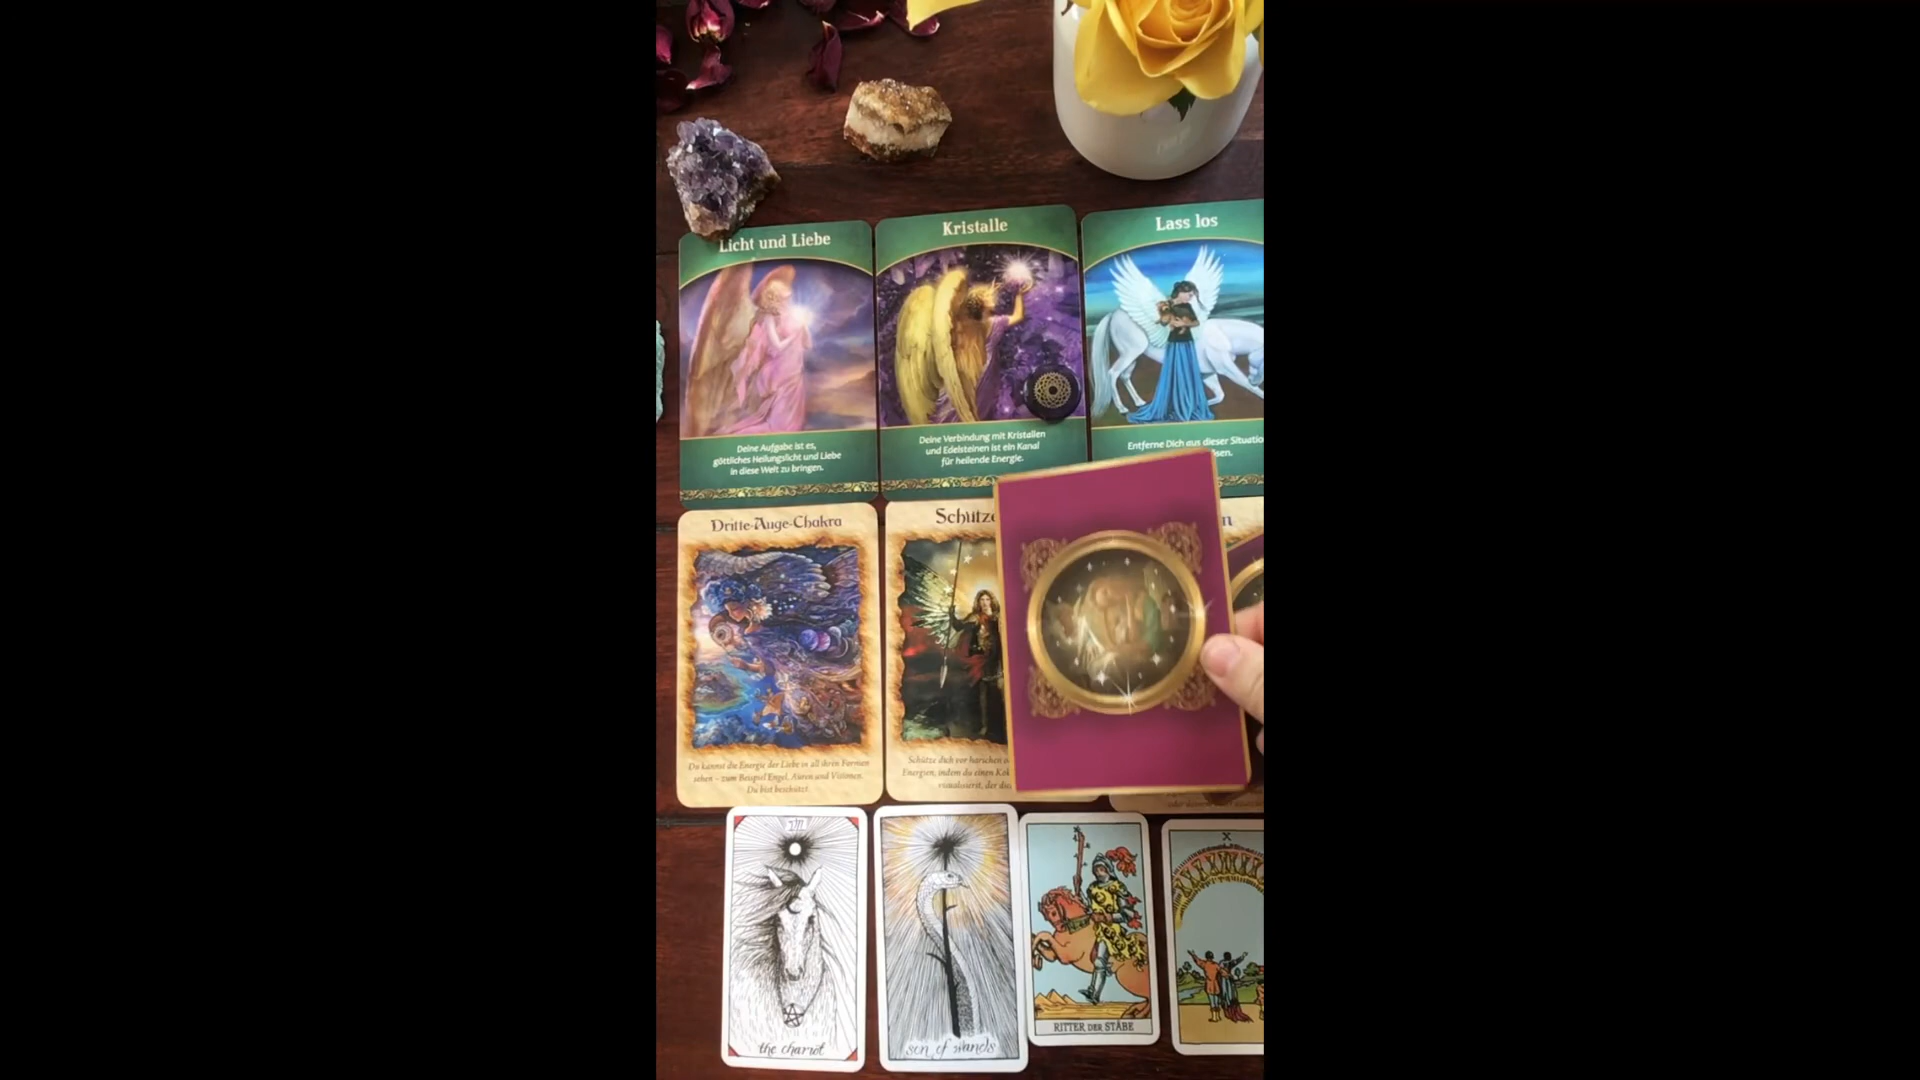 Licht und Liebe
Kristalle
Lass los
Deine Aufgabe ist es,
göttliches Heilungslicht und Liebe
in diese Welt zu bringen.
Deine Verbindung mit Kristallen
und Edelsteinen ist ein Kanal
für heilende Energie.
Entferne Dich aus dieser Situatio
sen.
Dritte-Auge-Chakra
Schütze
n
Du kannst die Energie der Liebe in all ihren Formen
sehen – zum Beispiel Engel, Auren und Visionen.
Du bist beschützt.
Schütze dich vor harschen
Energien, indem du einen Kok
visualisierst, der dic
VII
the chariot
son of wands
RITTER DER STÄBE
X